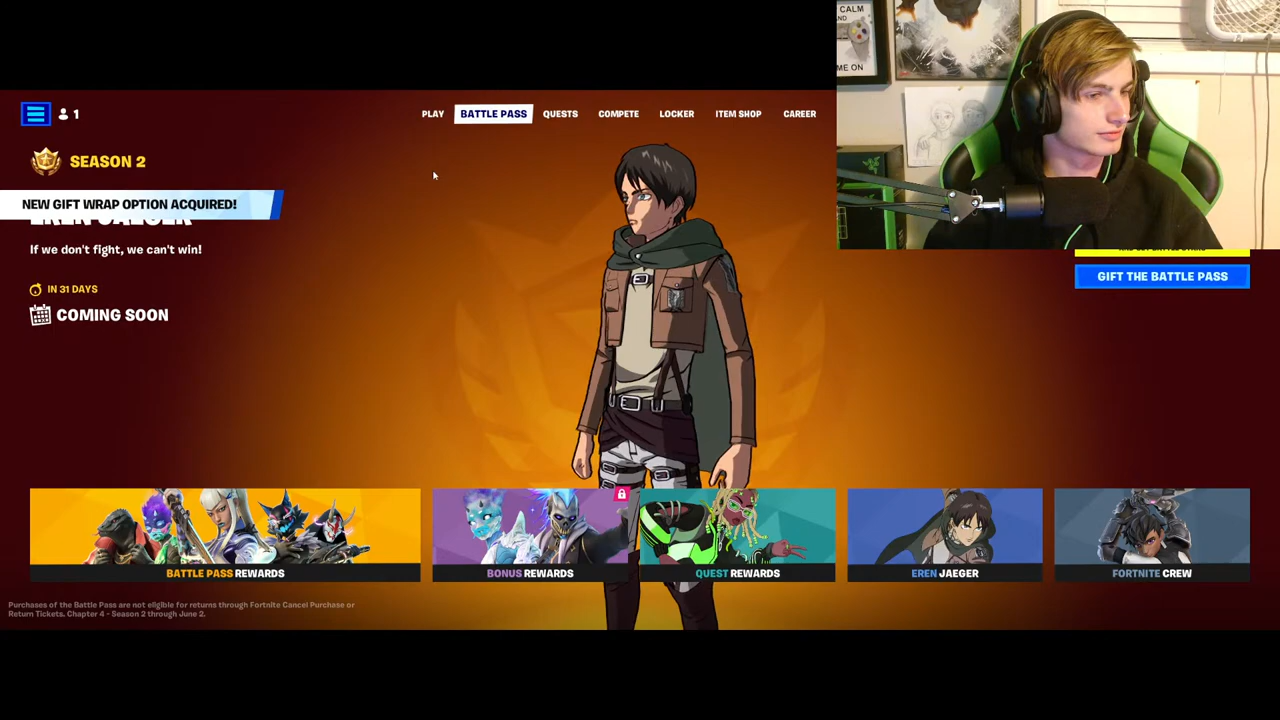 CALM
AND
ME ON
1
PLAY
BATTLE PASS
QUESTS
COMPETE
LOCKER
ITEM SHOP
CAREER
SEASON 2
NEW GIFT WRAP OPTION ACQUIRED!
EREN JAEGER
If we don't fight, we can't win!
IN 31 DAYS
COMING SOON
GIFT THE BATTLE PASS
BATTLE PASS REWARDS
BONUS REWARDS
QUEST REWARDS
EREN JAEGER
FORTNITE CREW
Purchases of the Battle Pass are not eligible for returns through Fortnite Cancel Purchase or
Return Tickets. Chapter 4 - Season 2 through June 2.